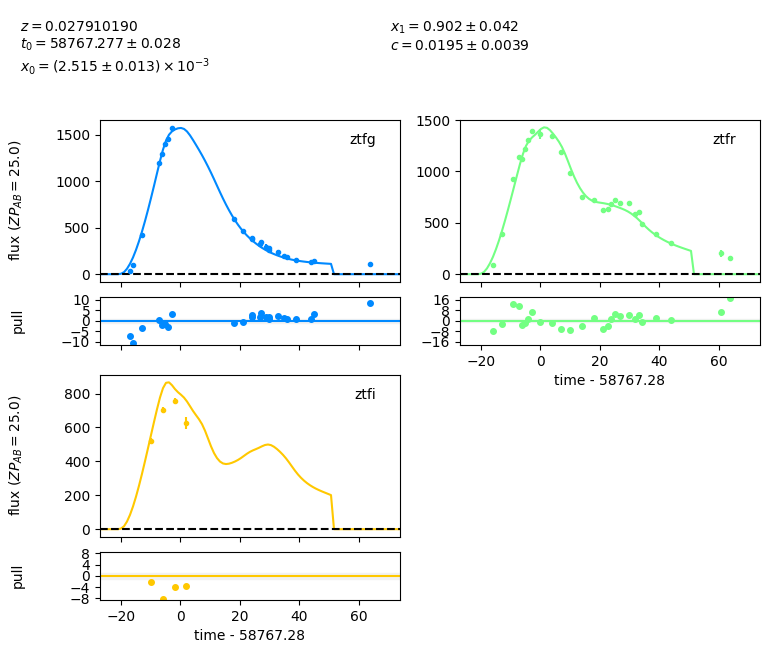 z = 0.027910190
t₀ = 58767.277 ± 0.028
x₀ = (2.515 ± 0.013) × 10⁻³
x₁ = 0.902 ± 0.042
c = 0.0195 ± 0.0039
flux (ZP_AB = 25.0)
1500
1000
500
0
ztfg
1500
1000
500
0
ztfr
pull
10
5
0
−5
−10
16
8
0
−8
−16
−20 0 20 40 60
time - 58767.28
flux (ZP_AB = 25.0)
800
600
400
200
0
ztfi
pull
8
4
0
−4
−8
−20 0 20 40 60
time - 58767.28